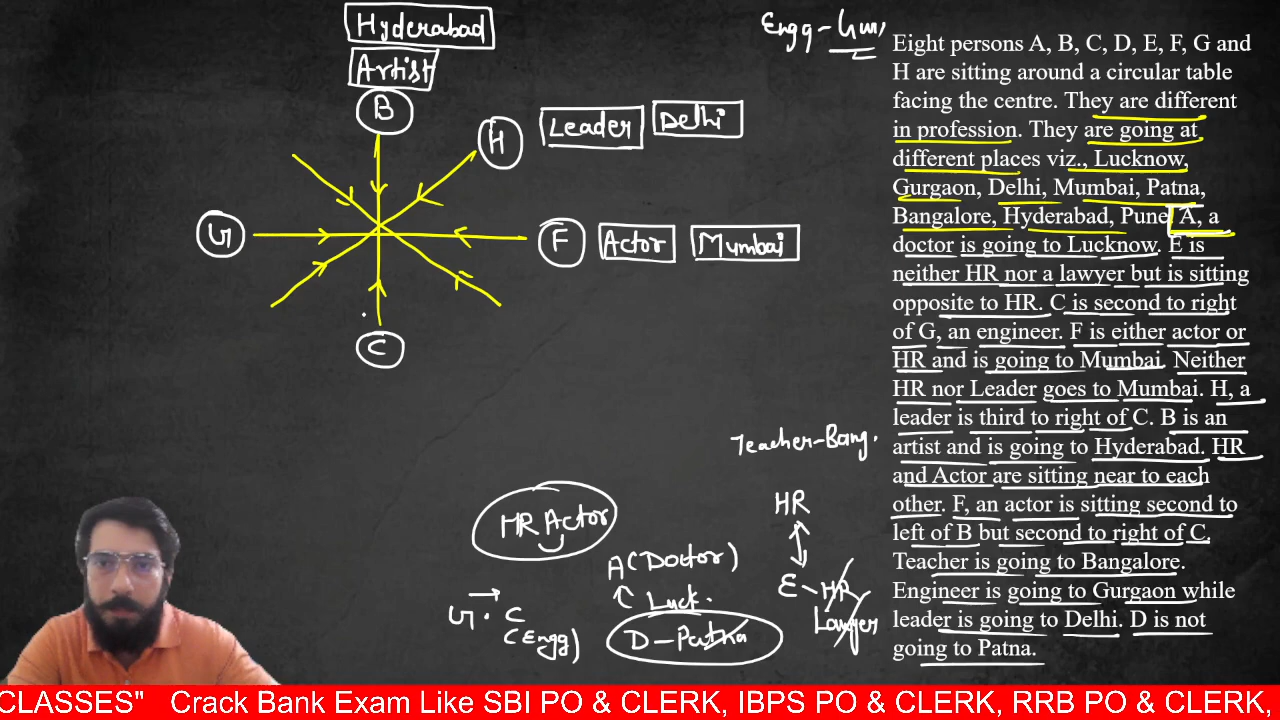 Hyderabad
Artist
B
H
Leader
Delhi
G
F
Actor
Mumbai
C
Engg -
Teacher-Bang.
HR Actor
HR
A (Doctor)
Luck.
E - HR
Lawyer
G . C
(Engg)
D - Patna
Eight persons A, B, C, D, E, F, G and
H are sitting around a circular table
facing the centre. They are different
in profession. They are going at
different places viz., Lucknow,
Gurgaon, Delhi, Mumbai, Patna,
Bangalore, Hyderabad, Pune A, a
doctor is going to Lucknow. E is
neither HR nor a lawyer but is sitting
opposite to HR. C is second to right
of G, an engineer. F is either actor or
HR and is going to Mumbai. Neither
HR nor Leader goes to Mumbai. H, a
leader is third to right of C. B is an
artist and is going to Hyderabad. HR
and Actor are sitting near to each
other. F, an actor is sitting second to
left of B but second to right of C.
Teacher is going to Bangalore.
Engineer is going to Gurgaon while
leader is going to Delhi. D is not
going to Patna.
CLASSES" Crack Bank Exam Like SBI PO & CLERK, IBPS PO & CLERK, RRB PO & CLERK,